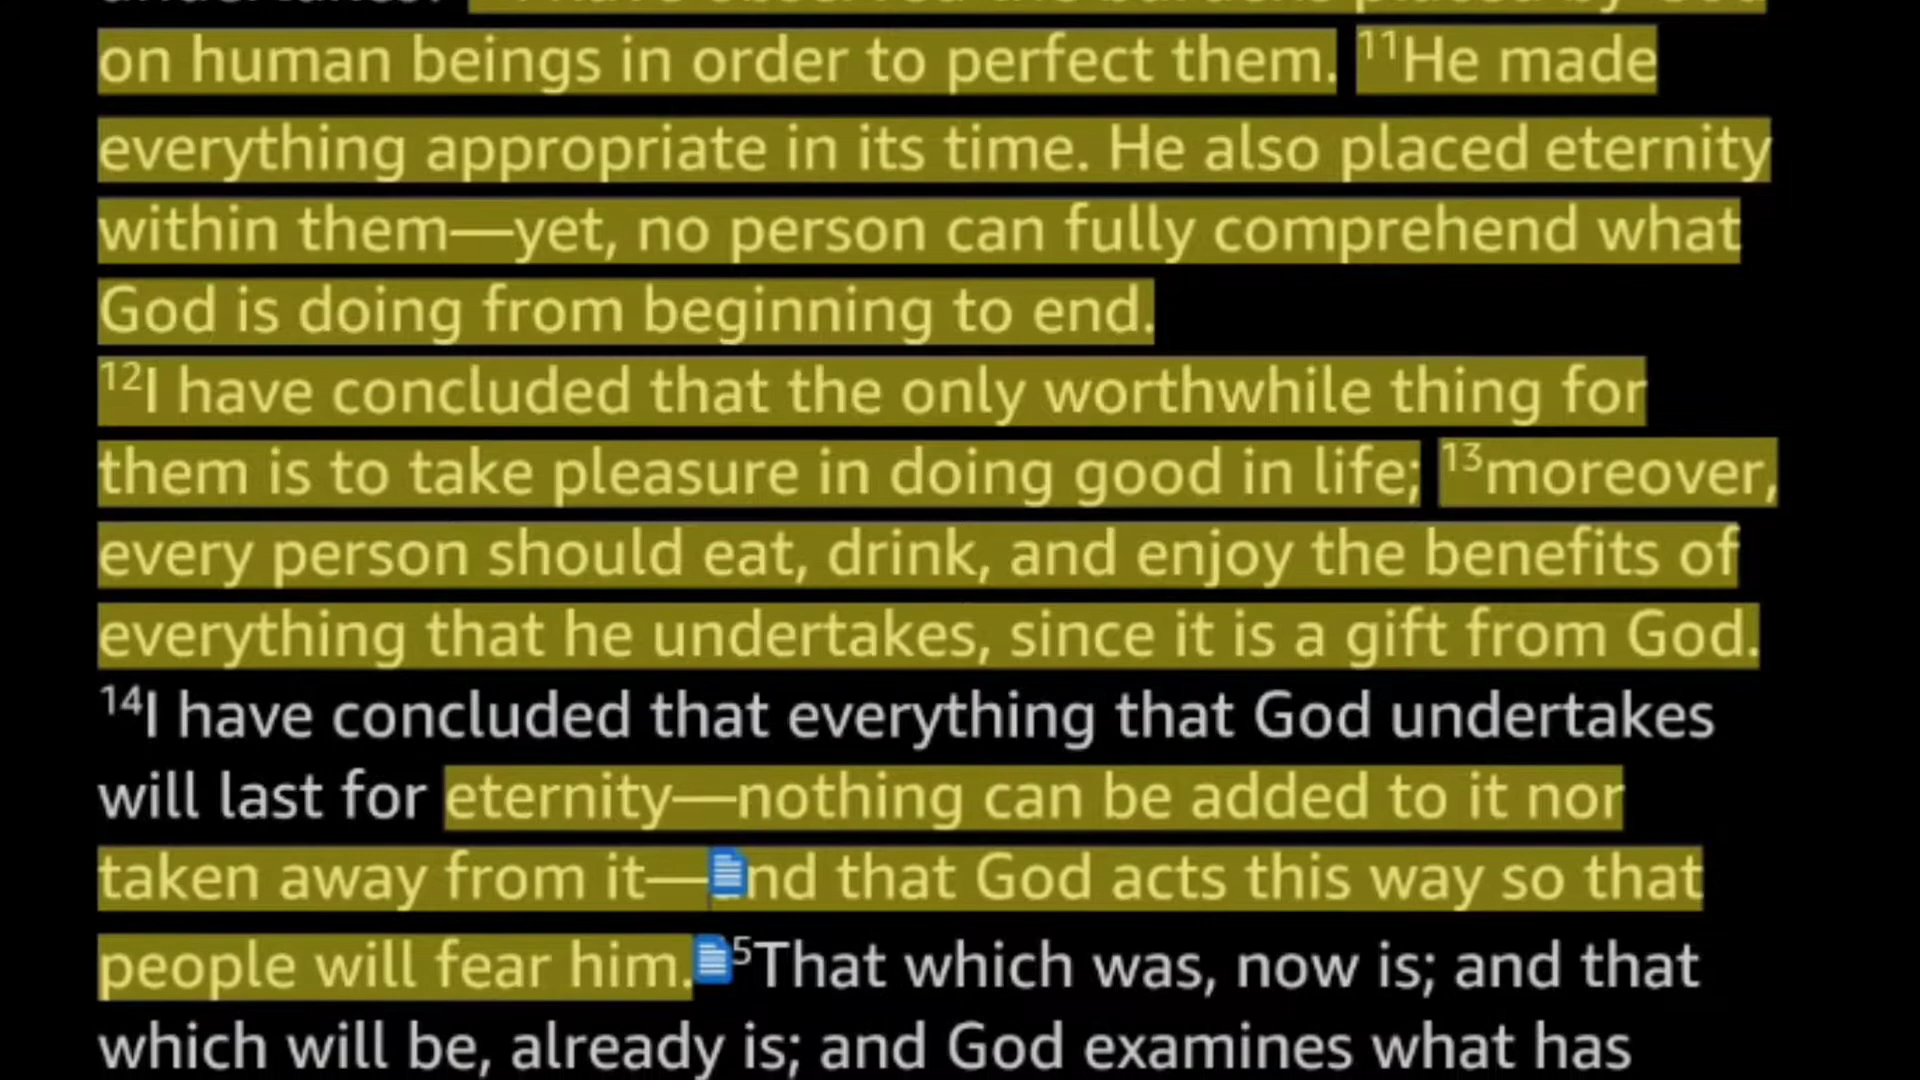 on human beings in order to perfect them. 11He made
everything appropriate in its time. He also placed eternity
within them—yet, no person can fully comprehend what
God is doing from beginning to end.
12I have concluded that the only worthwhile thing for
them is to take pleasure in doing good in life; 13moreover,
every person should eat, drink, and enjoy the benefits of
everything that he undertakes, since it is a gift from God.
14I have concluded that everything that God undertakes
will last for eternity—nothing can be added to it nor
taken away from it—nd that God acts this way so that
people will fear him. 5That which was, now is; and that
which will be, already is; and God examines what has